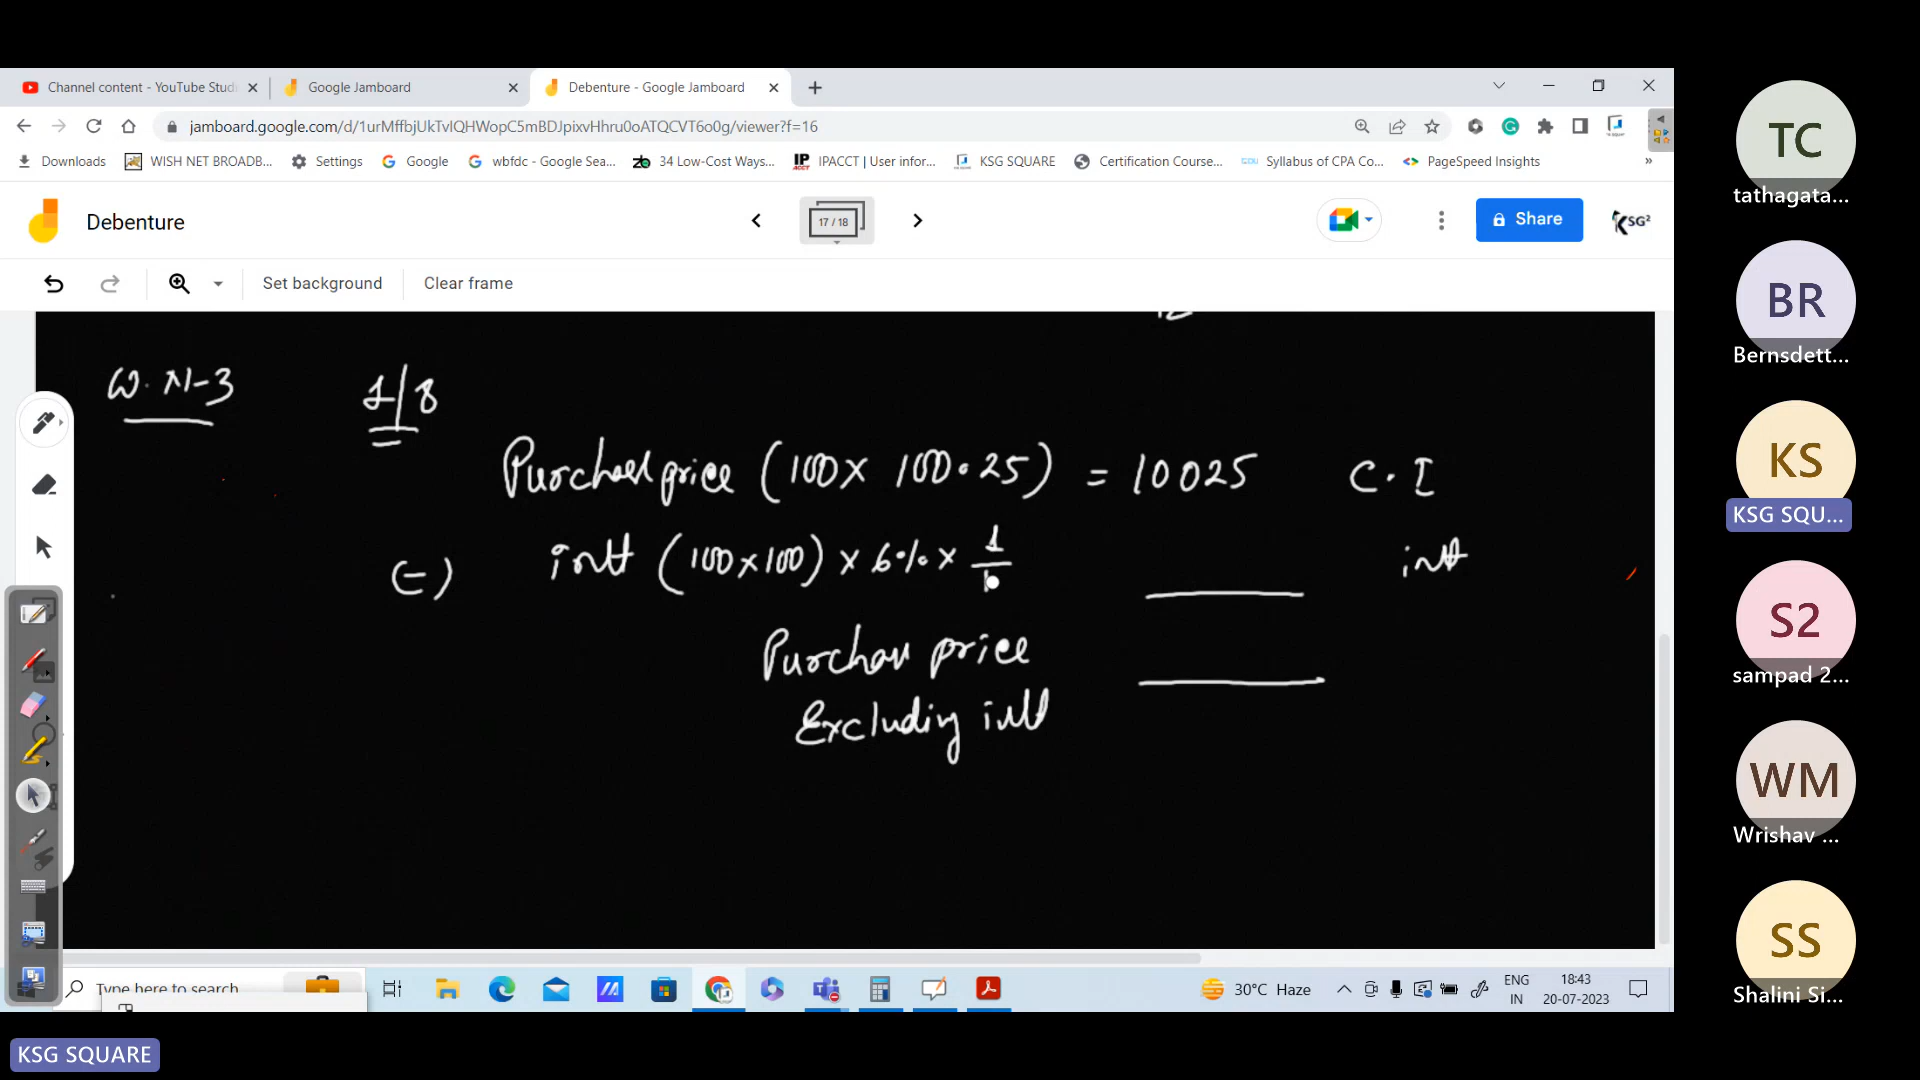 Channel content - YouTube Studi
Google Jamboard
Debenture - Google Jamboard
jamboard.google.com/d/1urMffbjUkTvIQHWopC5mBDJpixvHhru0oATQCVT6o0g/viewer?f=16
Downloads
WISH NET BROADB...
Settings
Google
wbfdc - Google Sea...
34 Low-Cost Ways...
IPACCT | User infor...
KSG SQUARE
Certification Course...
Syllabus of CPA Co...
PageSpeed Insights
»
Debenture
17 / 18
Share
KSG²
Set background
Clear frame
W.N-3
1/8
Purchase price (100 x 100.25) = 10025 C.I
(-) intt (100x100) x 6% x 1/
intt
Purchase price
Excluding intt
Type here to search
30°C Haze
ENG
IN
18:43
20-07-2023
TC
tathagata...
BR
Bernsdett...
KS
KSG SQU...
S2
sampad 2...
WM
Wrishav ...
SS
Shalini Si...
KSG SQUARE